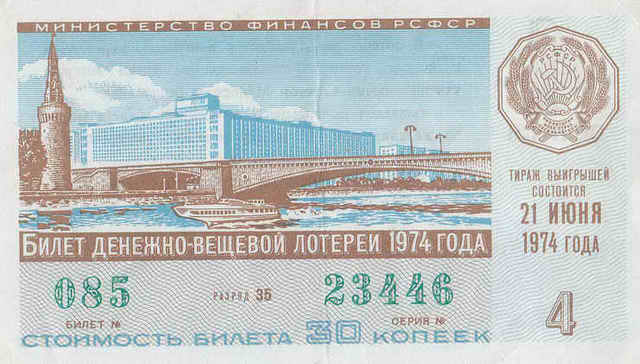 МИНИСТЕРСТВО ФИНАНСОВ РСФСР
РСФСР
ТИРАЖ ВЫИГРЫШЕЙ
СОСТОИТСЯ
21 ИЮНЯ
1974 ГОДА
БИЛЕТ ДЕНЕЖНО-ВЕЩЕВОЙ ЛОТЕРЕИ 1974 ГОДА
085 РАЗРЯД 35 23446
БИЛЕТ № СЕРИЯ №
4
СТОИМОСТЬ БИЛЕТА 30 КОПЕЕК